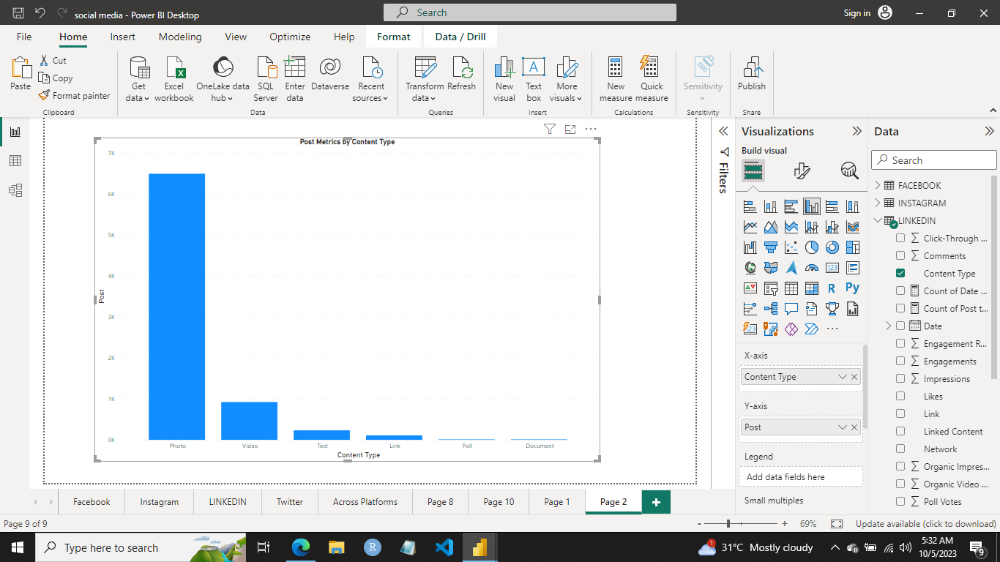 social media - Power BI Desktop
Search
Sign in
File Home Insert Modeling View Optimize Help Format Data / Drill
Paste
Cut
Copy
Format painter
Clipboard
Get data
Excel workbook
OneLake data hub
SQL Server
Enter data
Dataverse
Recent sources
Data
Transform data
Refresh
Queries
New visual
Text box
More visuals
Insert
New measure
Quick measure
Calculations
Sensitivity
Sensitivity
Publish
Share
Post Metrics by Content Type
7K
6K
5K
4K
3K
2K
1K
0K
Post
Photo Video Text Link Poll Document
Content Type
Filters
Visualizations
Build visual
123
R
Py
123
X-axis
Content Type
Y-axis
Post
Legend
Add data fields here
Small multiples
Data
Search
FACEBOOK
INSTAGRAM
LINKEDIN
Click-Through ...
Comments
Content Type
Count of Date ...
Count of Post t...
Date
Engagement R...
Engagements
Impressions
Likes
Link
Linked Content
Network
Organic Impres...
Organic Video ...
Poll Votes
Facebook Instagram LINKEDIN Twitter Across Platforms Page 8 Page 10 Page 1 Page 2
Page 9 of 9
- + 69%
Update available (click to download)
Type here to search
R
1
31°C Mostly cloudy
5:32 AM
10/5/2023
9